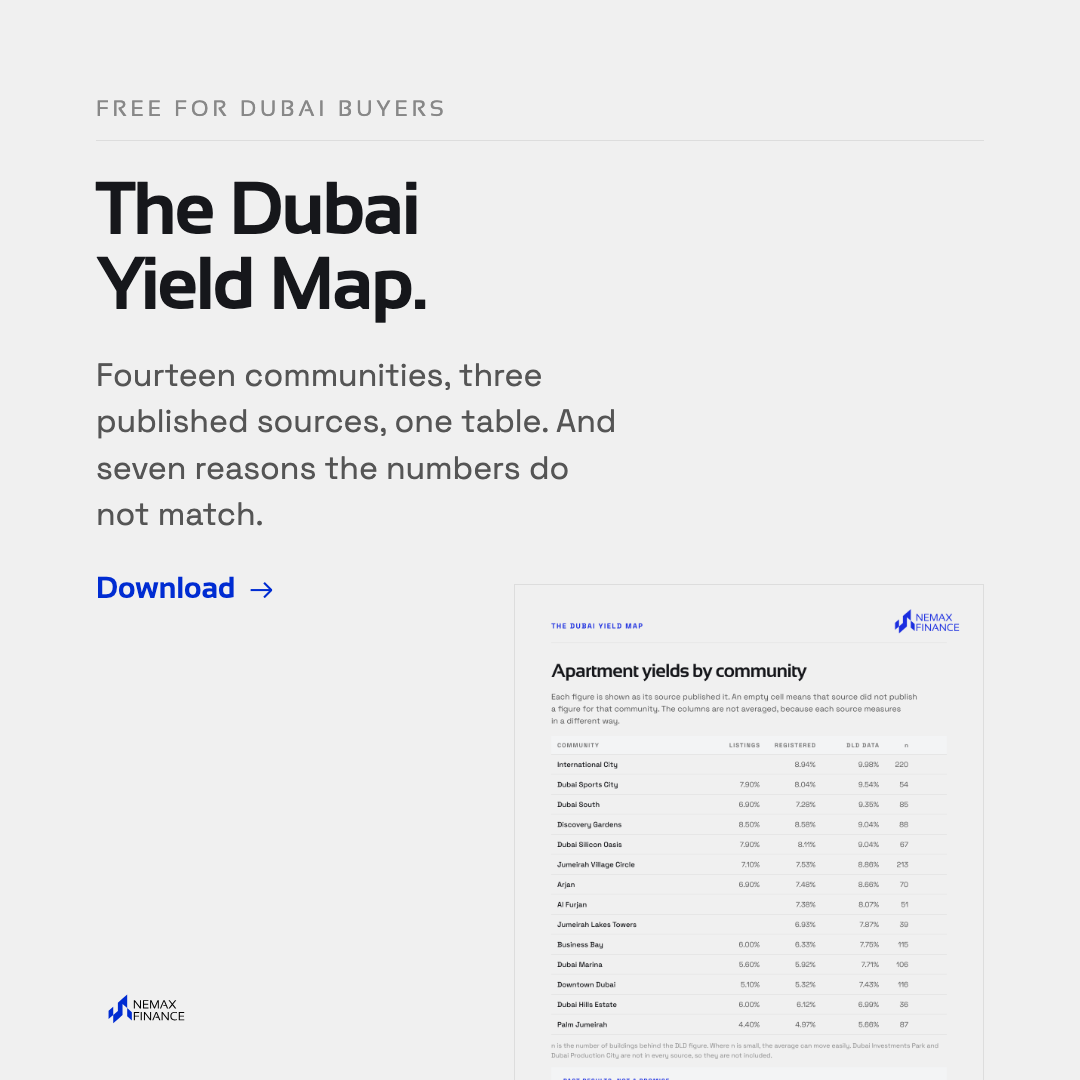 FREE FOR DUBAI BUYERS
The Dubai
Yield Map.
Fourteen communities, three
published sources, one table. And
seven reasons the numbers do
not match.
Download →
THE DUBAI YIELD MAP
NEMAX
FINANCE
Apartment yields by community
Each figure is shown as its source published it. An empty cell means that source did not publish
a figure for that community. The columns are not averaged, because each source measures
in a different way.
COMMUNITY LISTINGS REGISTERED DLD DATA n
International City 8.94% 9.98% 220
Dubai Sports City 7.90% 8.04% 9.54% 54
Dubai South 6.90% 7.28% 9.35% 85
Discovery Gardens 8.50% 8.58% 9.04% 88
Dubai Silicon Oasis 7.90% 8.11% 9.04% 67
Jumeirah Village Circle 7.10% 7.53% 8.86% 213
Arjan 6.90% 7.48% 8.66% 70
Al Furjan 7.38% 8.07% 51
Jumeirah Lakes Towers 6.93% 7.87% 39
Business Bay 6.00% 6.33% 7.75% 115
Dubai Marina 5.60% 5.92% 7.71% 106
Downtown Dubai 5.10% 5.32% 7.43% 116
Dubai Hills Estate 6.00% 6.12% 6.99% 36
Palm Jumeirah 4.40% 4.97% 5.66% 87
n is the number of buildings behind the DLD figure. Where n is small, the average can move easily. Dubai Investments Park and
Dubai Production City are not in every source, so they are not included.
NEMAX
FINANCE